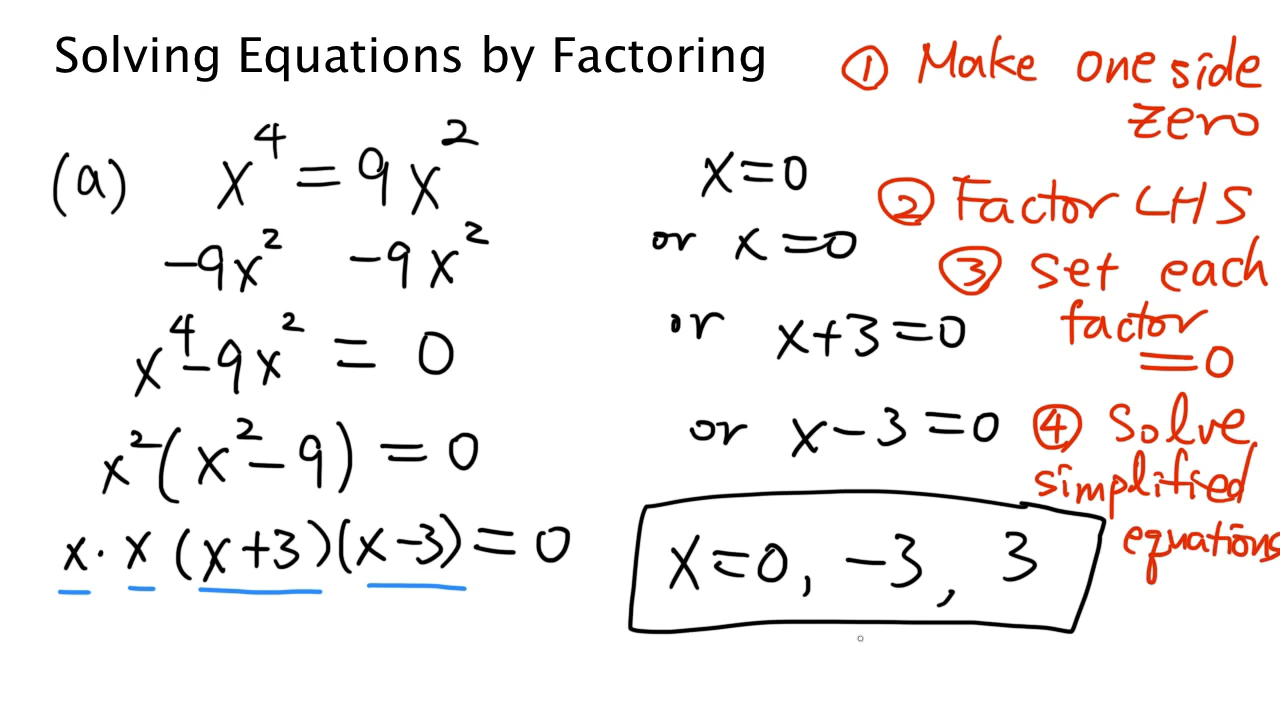 Solving Equations by Factoring
(a) x⁴ = 9x²
-9x² -9x²
x⁴-9x² = 0
x²(x²-9) = 0
x · x (x+3)(x-3) = 0
x=0
or x=0
or x+3=0
or x-3=0
x=0, -3, 3
① Make one side
zero
② Factor LHS
③ Set each
factor
=0
④ Solve
simplified
equations